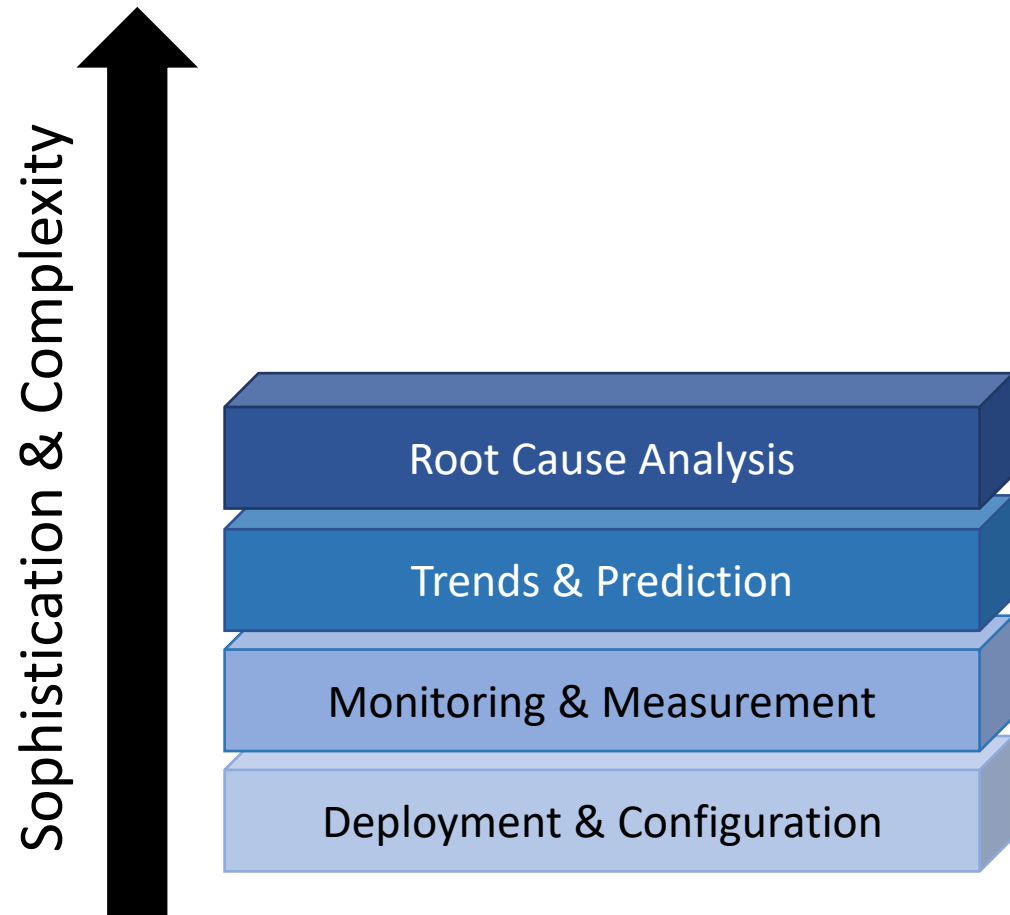 Sophistication & Complexity
Root Cause Analysis
Trends & Prediction
Monitoring & Measurement
Deployment & Configuration